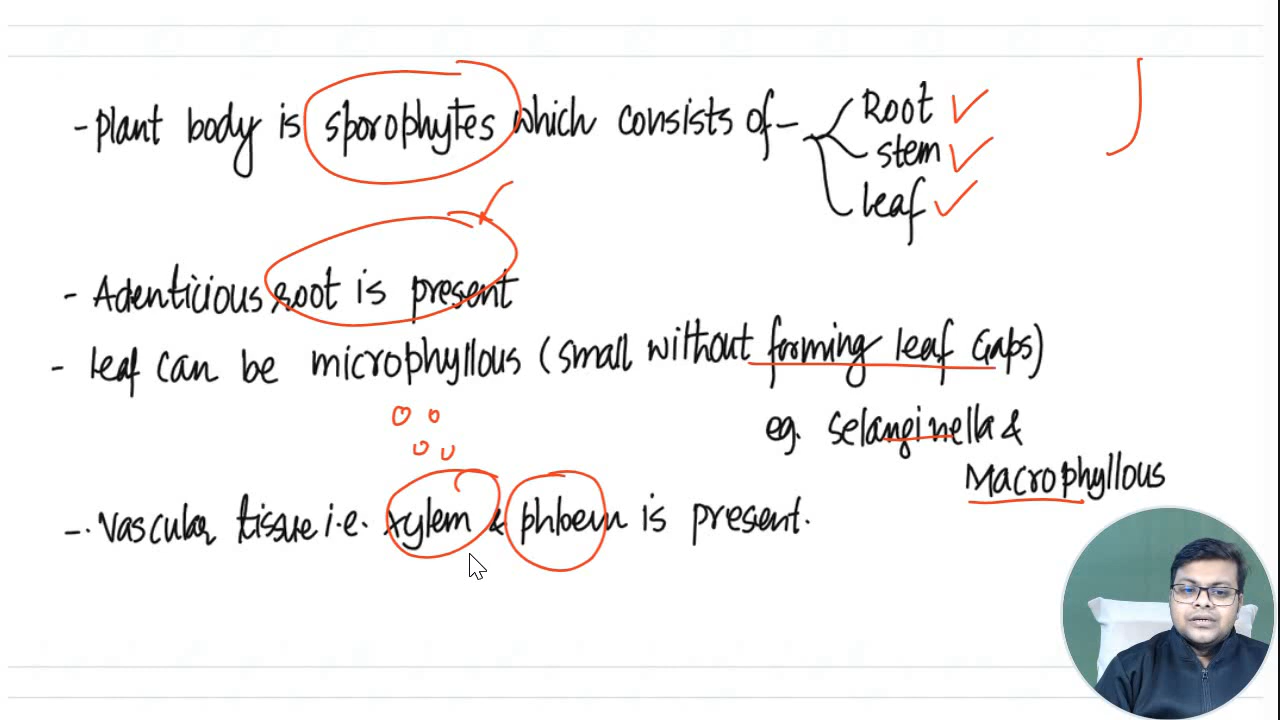 - plant body is sporophytes which consists of -
Root
stem
leaf
- Adenticious root is present
- leaf can be microphyllous (small without forming leaf Gaps)
eg. Selanginella &
Macrophyllous
- . vascular tissue i.e. xylem & phloem is present.